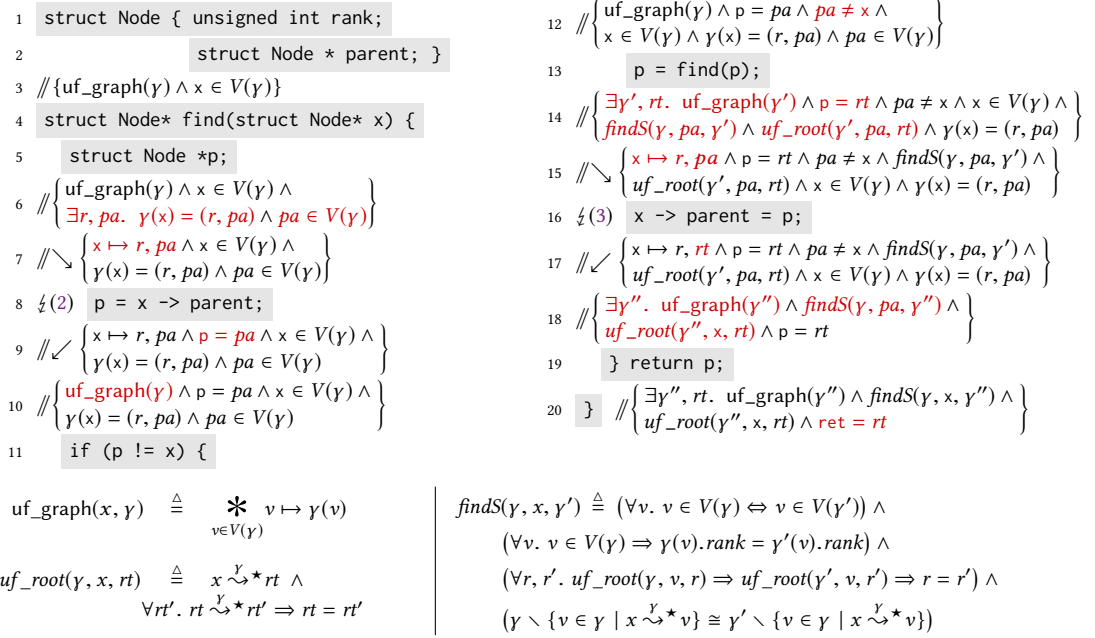 1 struct Node { unsigned int rank;
2 struct Node * parent; }
3 //{uf_graph(γ) ∧ x ∈ V(γ)}
4 struct Node* find(struct Node* x) {
5 struct Node *p;
6 // { uf_graph(γ) ∧ x ∈ V(γ) ∧
∃r, pa. γ(x) = (r, pa) ∧ pa ∈ V(γ) }
7 //↘ { x ↦ r, pa ∧ x ∈ V(γ) ∧
γ(x) = (r, pa) ∧ pa ∈ V(γ) }
8 ↯(2) p = x -> parent;
9 //↙ { x ↦ r, pa ∧ p = pa ∧ x ∈ V(γ) ∧
γ(x) = (r, pa) ∧ pa ∈ V(γ) }
10 // { uf_graph(γ) ∧ p = pa ∧ x ∈ V(γ) ∧
γ(x) = (r, pa) ∧ pa ∈ V(γ) }
11 if (p != x) {
12 // { uf_graph(γ) ∧ p = pa ∧ pa ≠ x ∧
x ∈ V(γ) ∧ γ(x) = (r, pa) ∧ pa ∈ V(γ) }
13 p = find(p);
14 // { ∃γ′, rt. uf_graph(γ′) ∧ p = rt ∧ pa ≠ x ∧ x ∈ V(γ) ∧
findS(γ, pa, γ′) ∧ uf_root(γ′, pa, rt) ∧ γ(x) = (r, pa) }
15 //↘ { x ↦ r, pa ∧ p = rt ∧ pa ≠ x ∧ findS(γ, pa, γ′) ∧
uf_root(γ′, pa, rt) ∧ x ∈ V(γ) ∧ γ(x) = (r, pa) }
16 ↯(3) x -> parent = p;
17 //↙ { x ↦ r, rt ∧ p = rt ∧ pa ≠ x ∧ findS(γ, pa, γ′) ∧
uf_root(γ′, pa, rt) ∧ x ∈ V(γ) ∧ γ(x) = (r, pa) }
18 // { ∃γ″. uf_graph(γ″) ∧ findS(γ, pa, γ″) ∧
uf_root(γ″, x, rt) ∧ p = rt }
19 } return p;
20 } // { ∃γ″, rt. uf_graph(γ″) ∧ findS(γ, x, γ″) ∧
uf_root(γ″, x, rt) ∧ ret = rt }
uf_graph(x, γ) ≜ ∗ v∈V(γ) v ↦ γ(v)
uf_root(γ, x, rt) ≜ x ⤳^γ ⋆ rt ∧
∀rt′. rt ⤳^γ ⋆ rt′ ⇒ rt = rt′
findS(γ, x, γ′) ≜ (∀v. v ∈ V(γ) ⇔ v ∈ V(γ′)) ∧
(∀v. v ∈ V(γ) ⇒ γ(v).rank = γ′(v).rank) ∧
(∀r, r′. uf_root(γ, v, r) ⇒ uf_root(γ′, v, r′) ⇒ r = r′) ∧
(γ ∖ {v ∈ γ | x ⤳^γ ⋆ v} ≅ γ′ ∖ {v ∈ γ | x ⤳^γ ⋆ v})